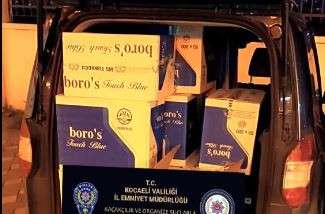 boro's
Touch Blue
boro's
Touch Blue
boro's
Touch Blue
T.C.
KOCAELİ VALİLİĞİ
İL EMNİYET MÜDÜRLÜĞÜ
KAÇAKÇILIK VE ORGANİZE SUÇLARLA